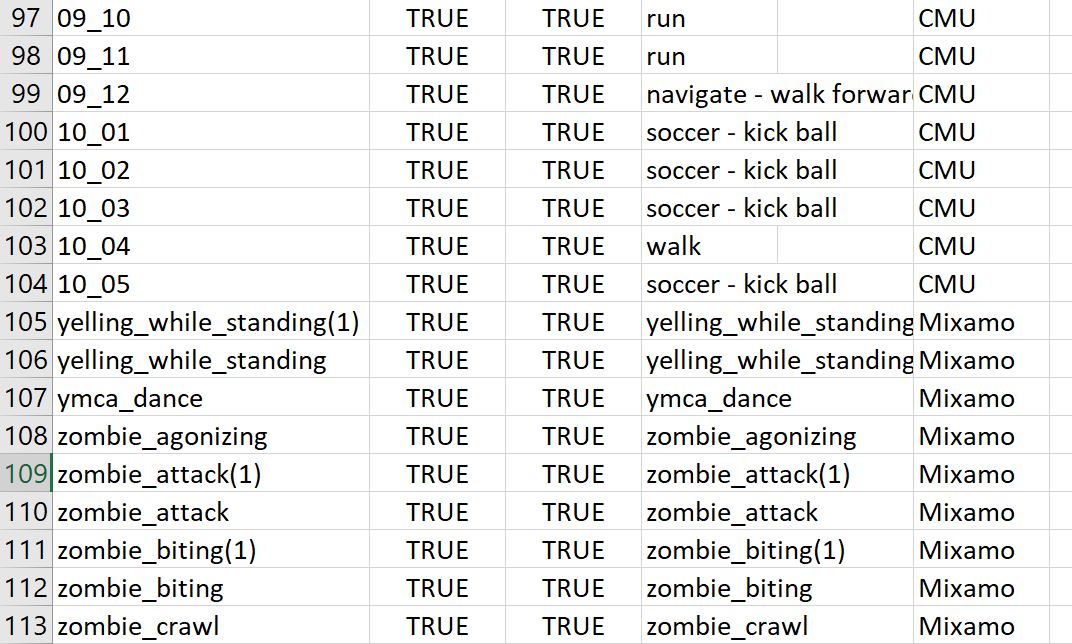 97 09_10 TRUE TRUE run CMU
98 09_11 TRUE TRUE run CMU
99 09_12 TRUE TRUE navigate - walk forwar CMU
100 10_01 TRUE TRUE soccer - kick ball CMU
101 10_02 TRUE TRUE soccer - kick ball CMU
102 10_03 TRUE TRUE soccer - kick ball CMU
103 10_04 TRUE TRUE walk CMU
104 10_05 TRUE TRUE soccer - kick ball CMU
105 yelling_while_standing(1) TRUE TRUE yelling_while_standing Mixamo
106 yelling_while_standing TRUE TRUE yelling_while_standing Mixamo
107 ymca_dance TRUE TRUE ymca_dance Mixamo
108 zombie_agonizing TRUE TRUE zombie_agonizing Mixamo
109 zombie_attack(1) TRUE TRUE zombie_attack(1) Mixamo
110 zombie_attack TRUE TRUE zombie_attack Mixamo
111 zombie_biting(1) TRUE TRUE zombie_biting(1) Mixamo
112 zombie_biting TRUE TRUE zombie_biting Mixamo
113 zombie_crawl TRUE TRUE zombie_crawl Mixamo